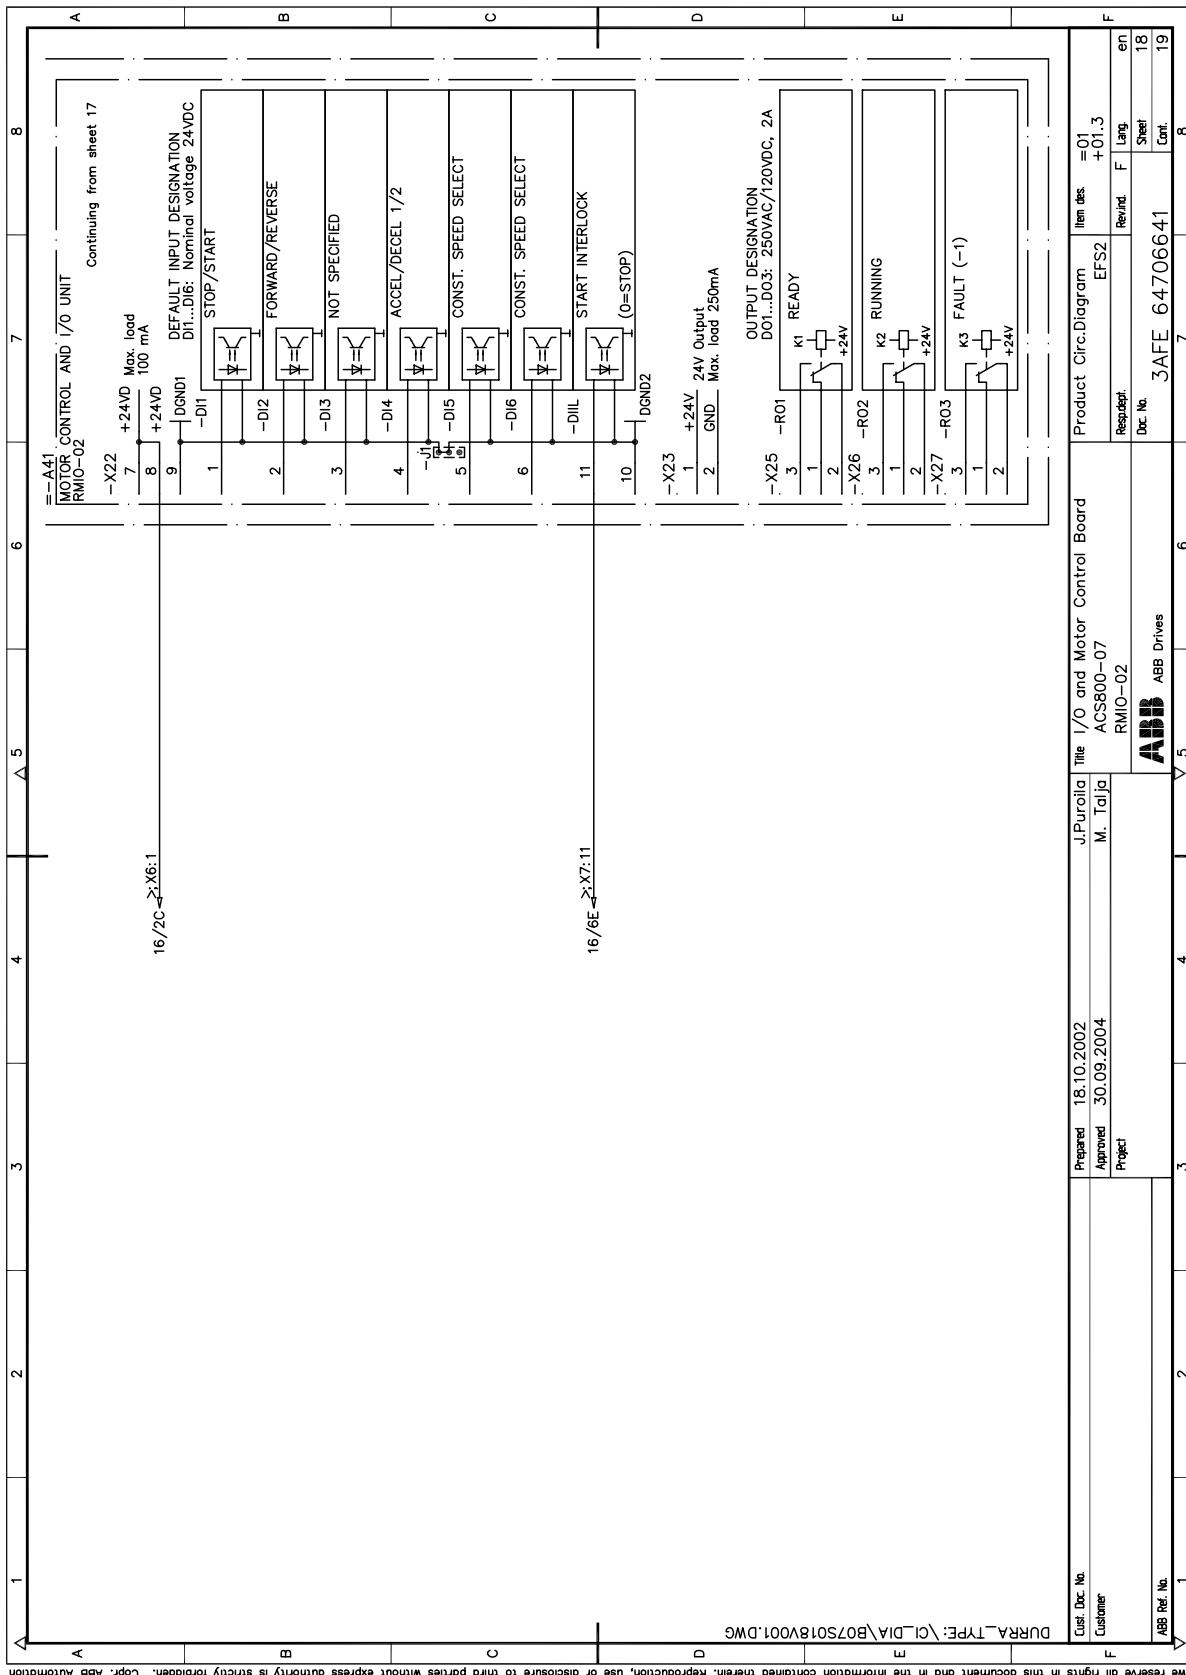 1 2 3 4 5 6 7 8
A B C D E F
=-A41
MOTOR CONTROL AND I/O UNIT
RMIO-02
Continuing from sheet 17
-X22
7 +24VD Max. load
8 +24VD 100 mA
9 DGND1
DEFAULT INPUT DESIGNATION
DI1...DI6: Nominal voltage 24VDC
16/2C >;X6:1
1 -DI1 STOP/START
2 -DI2 FORWARD/REVERSE
3 -DI3 NOT SPECIFIED
4 -DI4 ACCEL/DECEL 1/2
-J1
5 -DI5 CONST. SPEED SELECT
6 -DI6 CONST. SPEED SELECT
16/6E >;X7:11
11 -DIIL START INTERLOCK
(0=STOP)
10 DGND2
-X23
1 +24V 24V Output
2 GND Max. load 250mA
OUTPUT DESIGNATION
DO1...DO3: 250VAC/120VDC, 2A
-X25 -RO1 READY
3
1 K1
2 +24V
-X26 -RO2 RUNNING
3
1 K2
2 +24V
-X27 -RO3 FAULT (-1)
3
1 K3
2 +24V
DURRA_TYPE:\CI_DIA\B07S018V001.DWG
Cust. Doc. No.
Customer
ABB Ref. No.
Prepared 18.10.2002 J.Puroila
Approved 30.09.2004 M. Talja
Project
Title I/O and Motor Control Board
ACS800-07
RMIO-02
ABB ABB Drives
Product Circ.Diagram
Resp.dept. EFS2
Doc. No. 3AFE 64706641
Item des. =01
+01.3
Rev.ind. F Lang. en
Sheet 18
Cont. 19
A B C D E F
1 2 3 4 5 6 7 8
we reserve all rights in this document and in the information contained therein. Reproduction, use or disclosure to third parties without express authority is strictly forbidden. Copr. ABB Automation